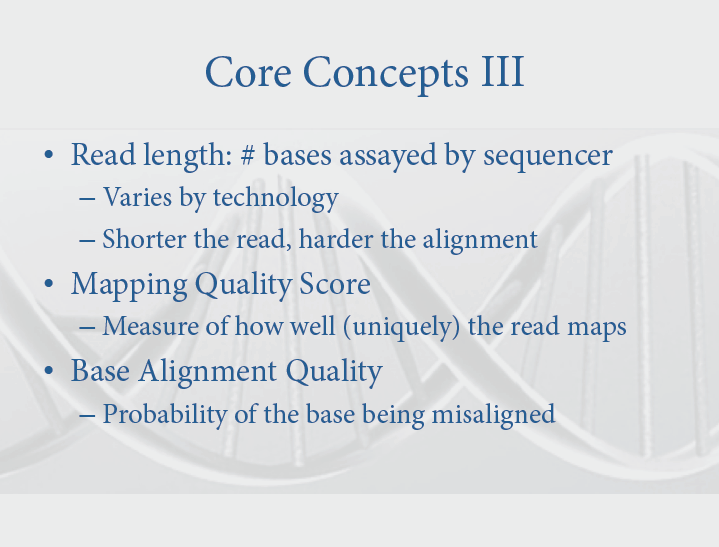 Core Concepts III
• Read length: # bases assayed by sequencer
– Varies by technology
– Shorter the read, harder the alignment
• Mapping Quality Score
– Measure of how well (uniquely) the read maps
• Base Alignment Quality
– Probability of the base being misaligned